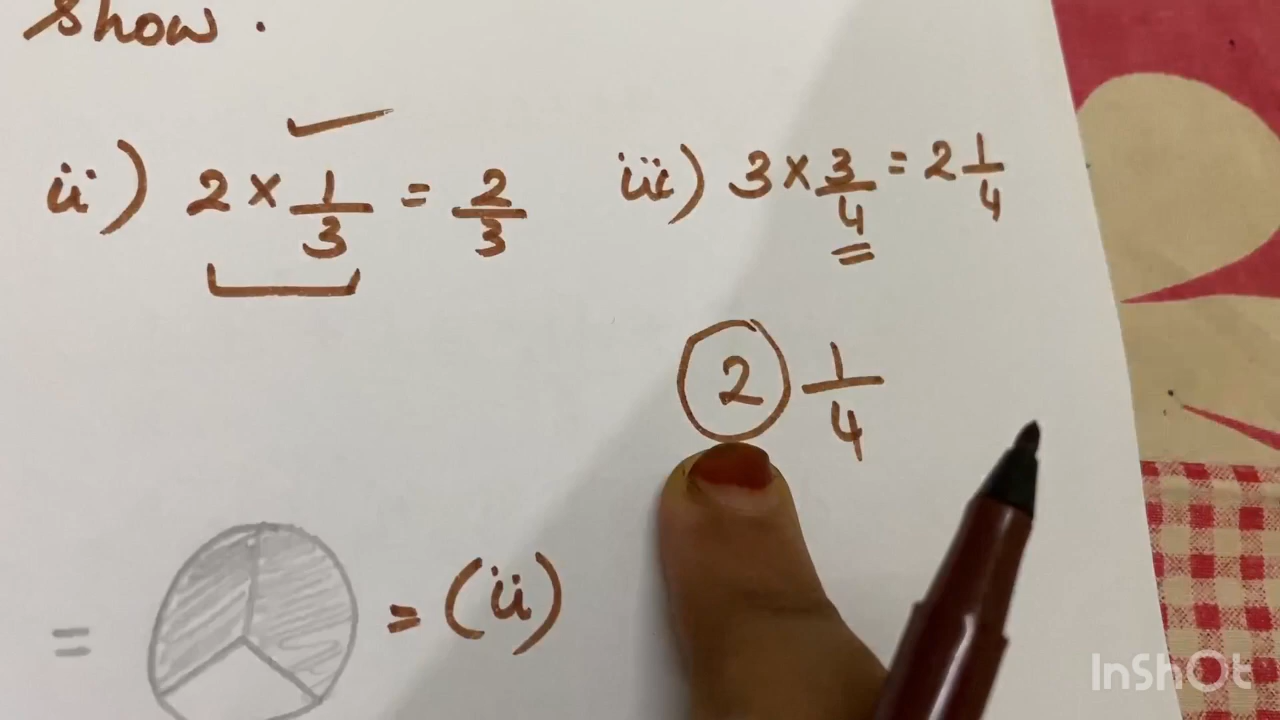 Show.
ii) 2 × 1/3 = 2/3
iii) 3 × 3/4 = 2 1/4
2 1/4
= = (ii)
InShOt